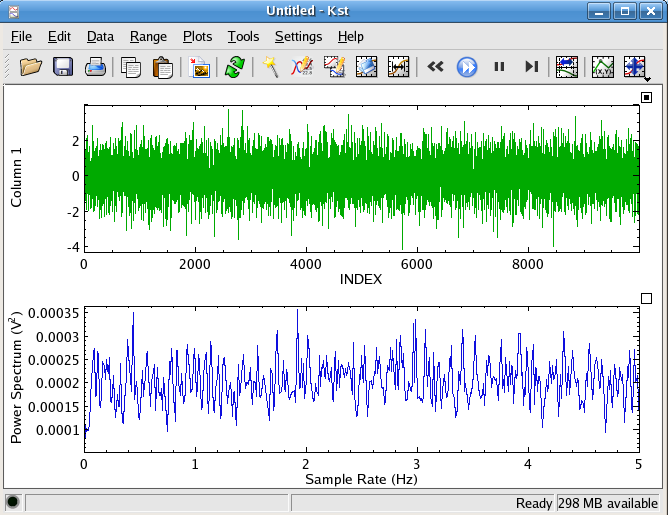 Untitled - Kst
File Edit Data Range Plots Tools Settings Help
Column 1
2
0
-2
-4
0 2000 4000 6000 8000
INDEX
Power Spectrum (V²)
0.00035
0.0003
0.00025
0.0002
0.00015
0.0001
0 1 2 3 4 5
Sample Rate (Hz)
Ready 298 MB available